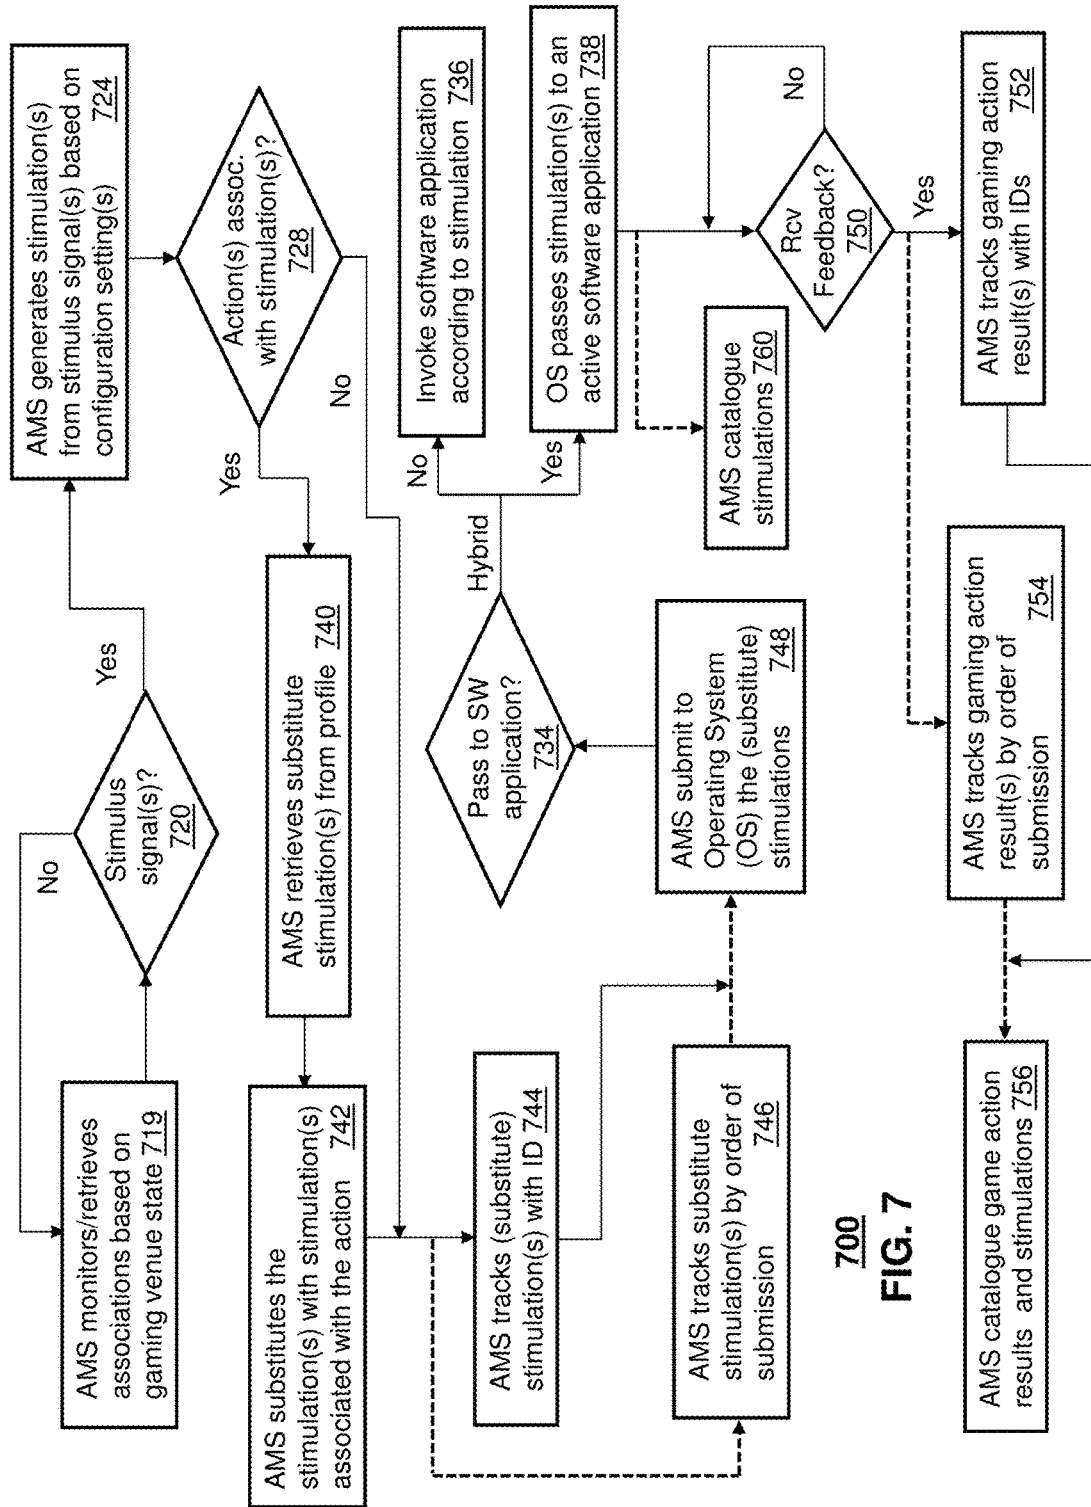 AMS monitors/retrieves
associations based on
gaming venue state 719
Stimulus
signal(s)?
720
No
Yes
AMS generates stimulation(s)
from stimulus signal(s) based on
configuration setting(s) 724
Action(s) assoc.
with stimulation(s)?
728
Yes
No
AMS retrieves substitute
stimulation(s) from profile 740
AMS substitutes the
stimulation(s) with stimulation(s)
associated with the action 742
AMS tracks (substitute)
stimulation(s) with ID 744
AMS tracks substitute
stimulation(s) by order of
submission 746
AMS submit to
Operating System
(OS) the (substitute)
stimulations 748
Pass to SW
application?
734
Hybrid
No
Yes
Invoke software application
according to stimulation 736
OS passes stimulation(s) to an
active software application 738
AMS catalogue
stimulations 760
Rcv
Feedback?
750
No
Yes
AMS tracks gaming action
result(s) with IDs 752
AMS tracks gaming action
result(s) by order of
submission 754
AMS catalogue game action
results and stimulations 756
700
FIG. 7